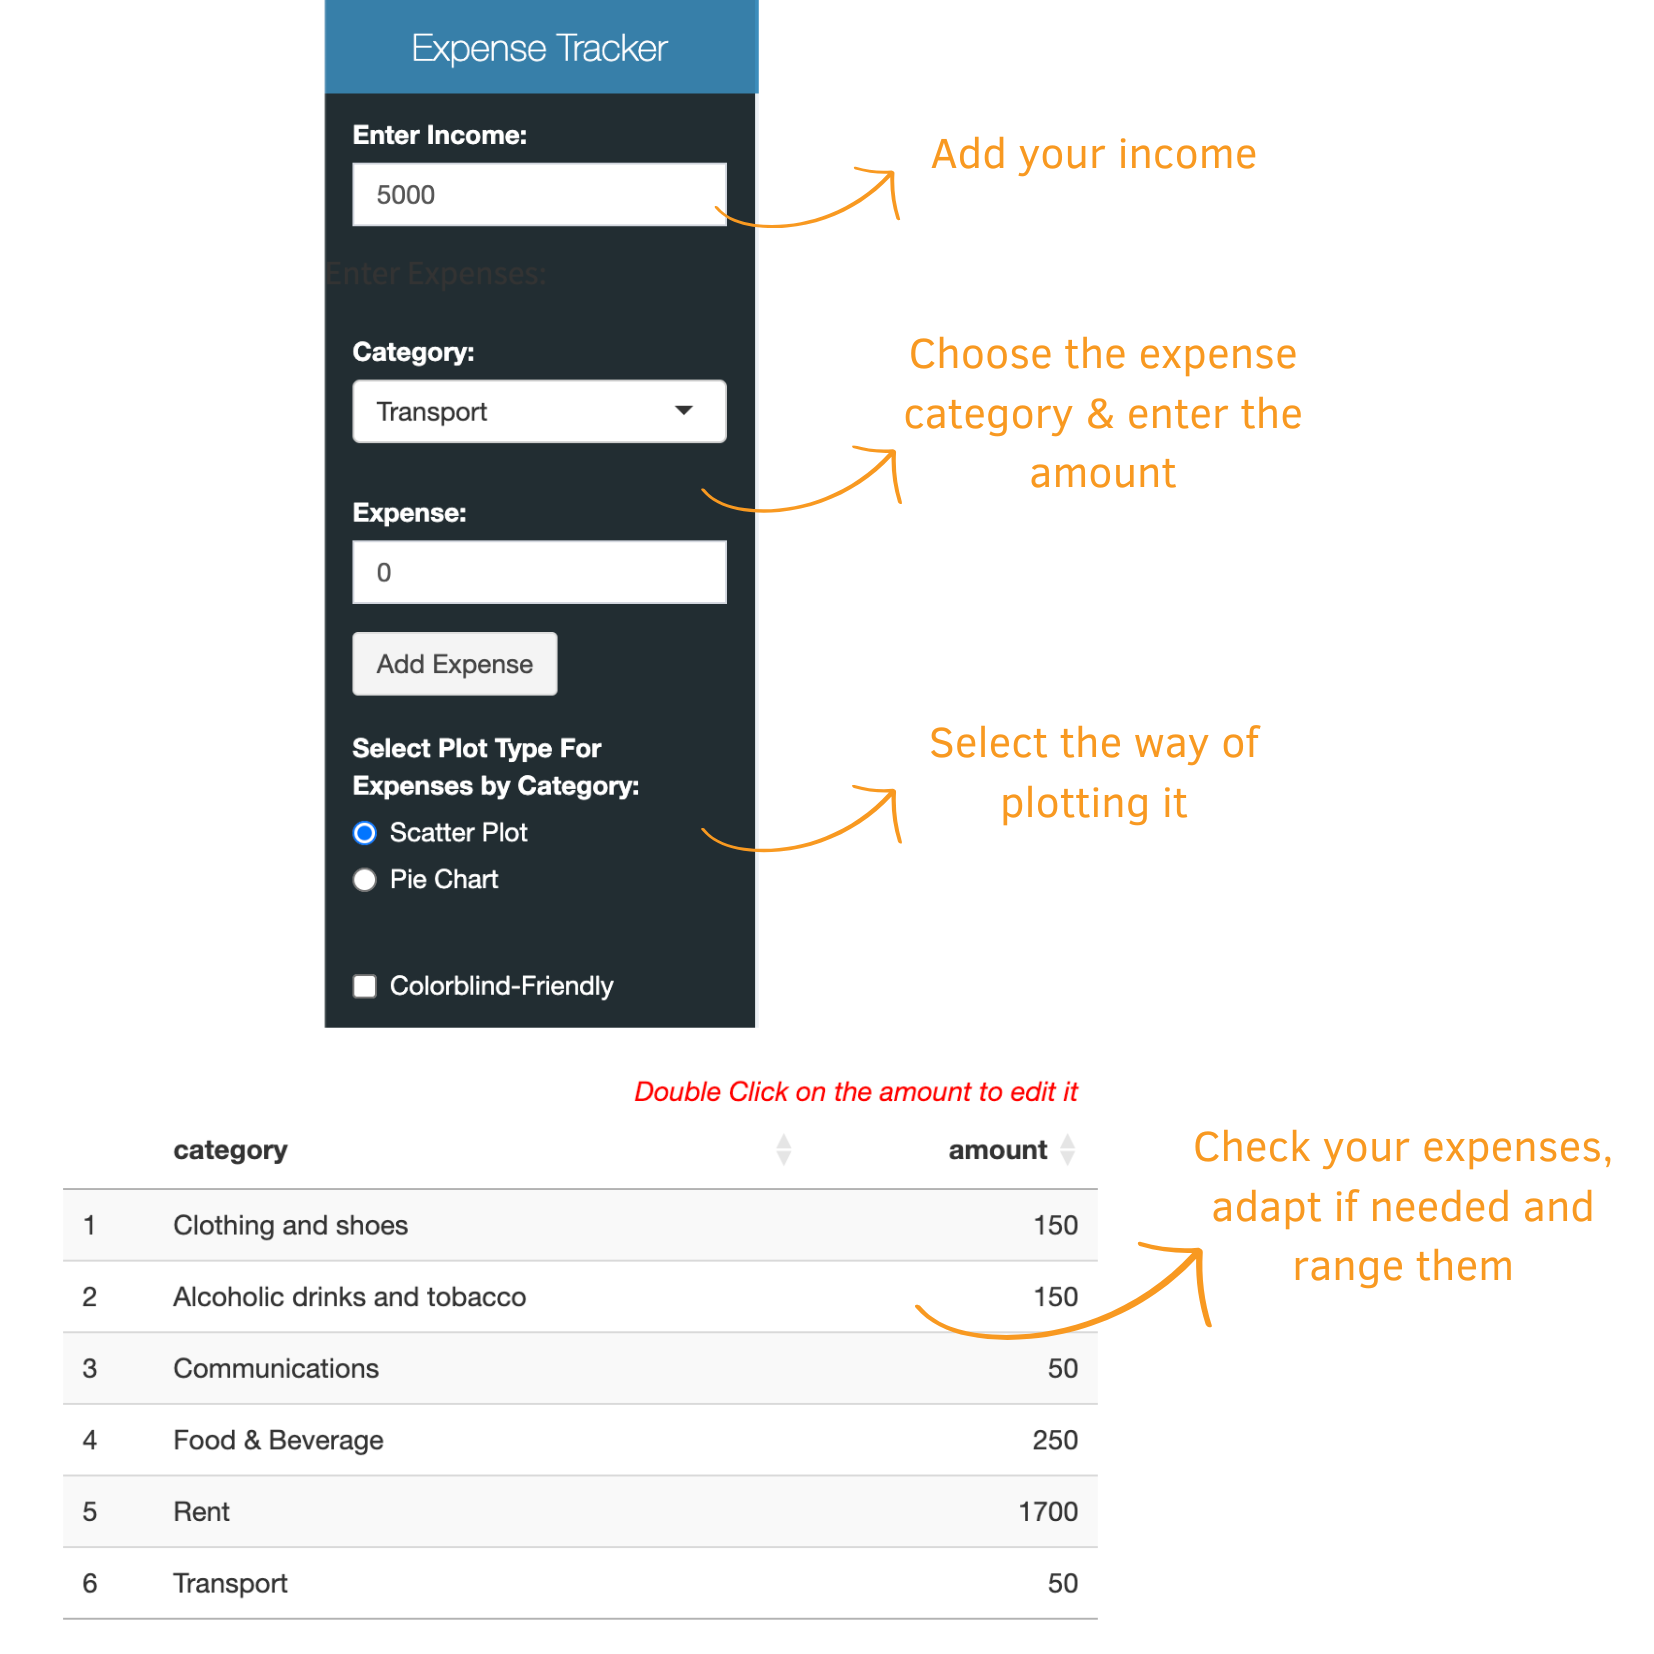 Expense Tracker
Enter Income:
5000
Add your income
Enter Expenses:
Category:
Transport
Choose the expense
category & enter the
amount
Expense:
0
Add Expense
Select Plot Type For
Expenses by Category:
Scatter Plot
Pie Chart
Select the way of
plotting it
Colorblind-Friendly
Double Click on the amount to edit it
category amount
1 Clothing and shoes 150
2 Alcoholic drinks and tobacco 150
3 Communications 50
4 Food & Beverage 250
5 Rent 1700
6 Transport 50
Check your expenses,
adapt if needed and
range them